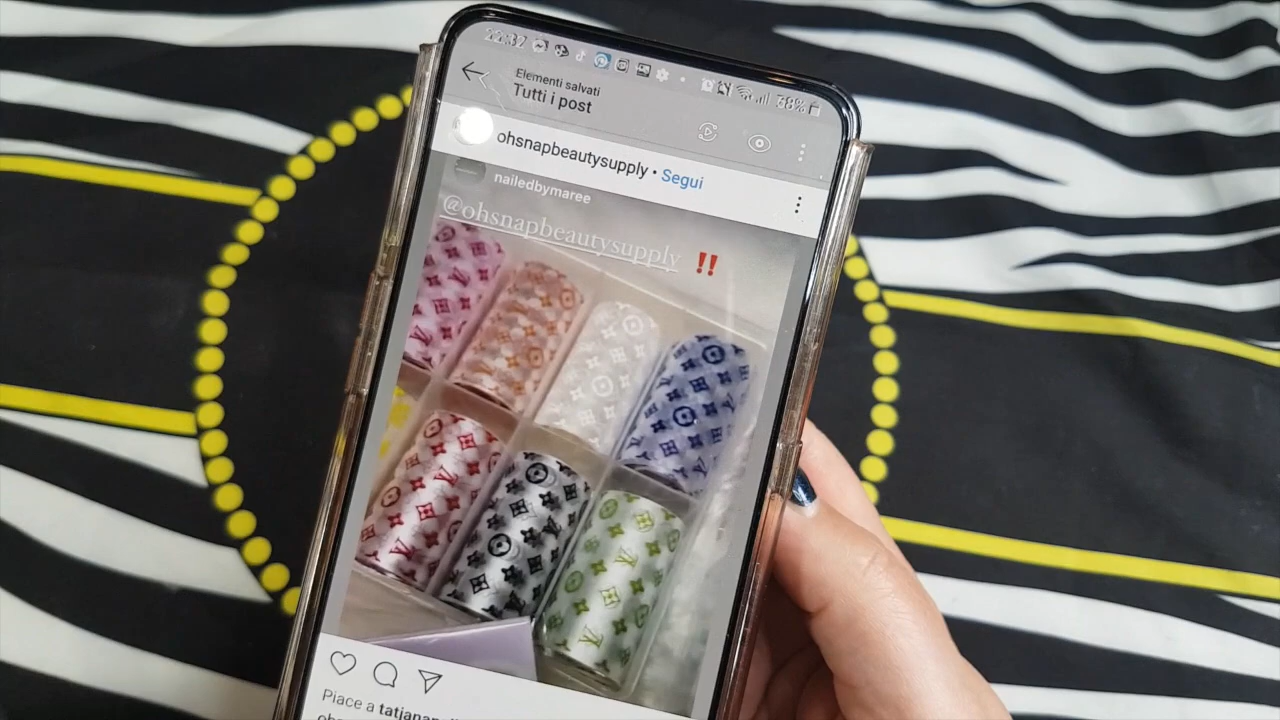 22:37
38%
Elementi salvati
Tutti i post
ohsnapbeautysupply • Segui
nailedbymaree
@ohsnapbeautysupply ‼️
Piace a